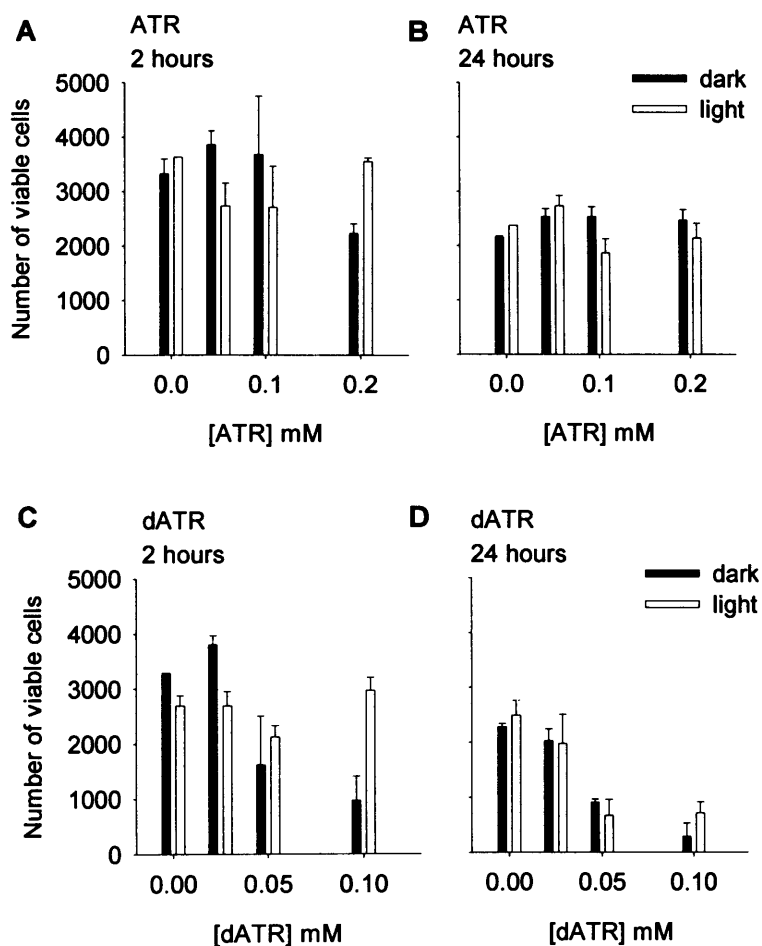 A
ATR
2 hours
B
ATR
24 hours
dark
light
Number of viable cells
5000
4000
3000
2000
1000
0
0.0
0.1
0.2
[ATR] mM
0.0
0.1
0.2
[ATR] mM
C
dATR
2 hours
D
dATR
24 hours
dark
light
Number of viable cells
5000
4000
3000
2000
1000
0
0.00
0.05
0.10
[dATR] mM
0.00
0.05
0.10
[dATR] mM